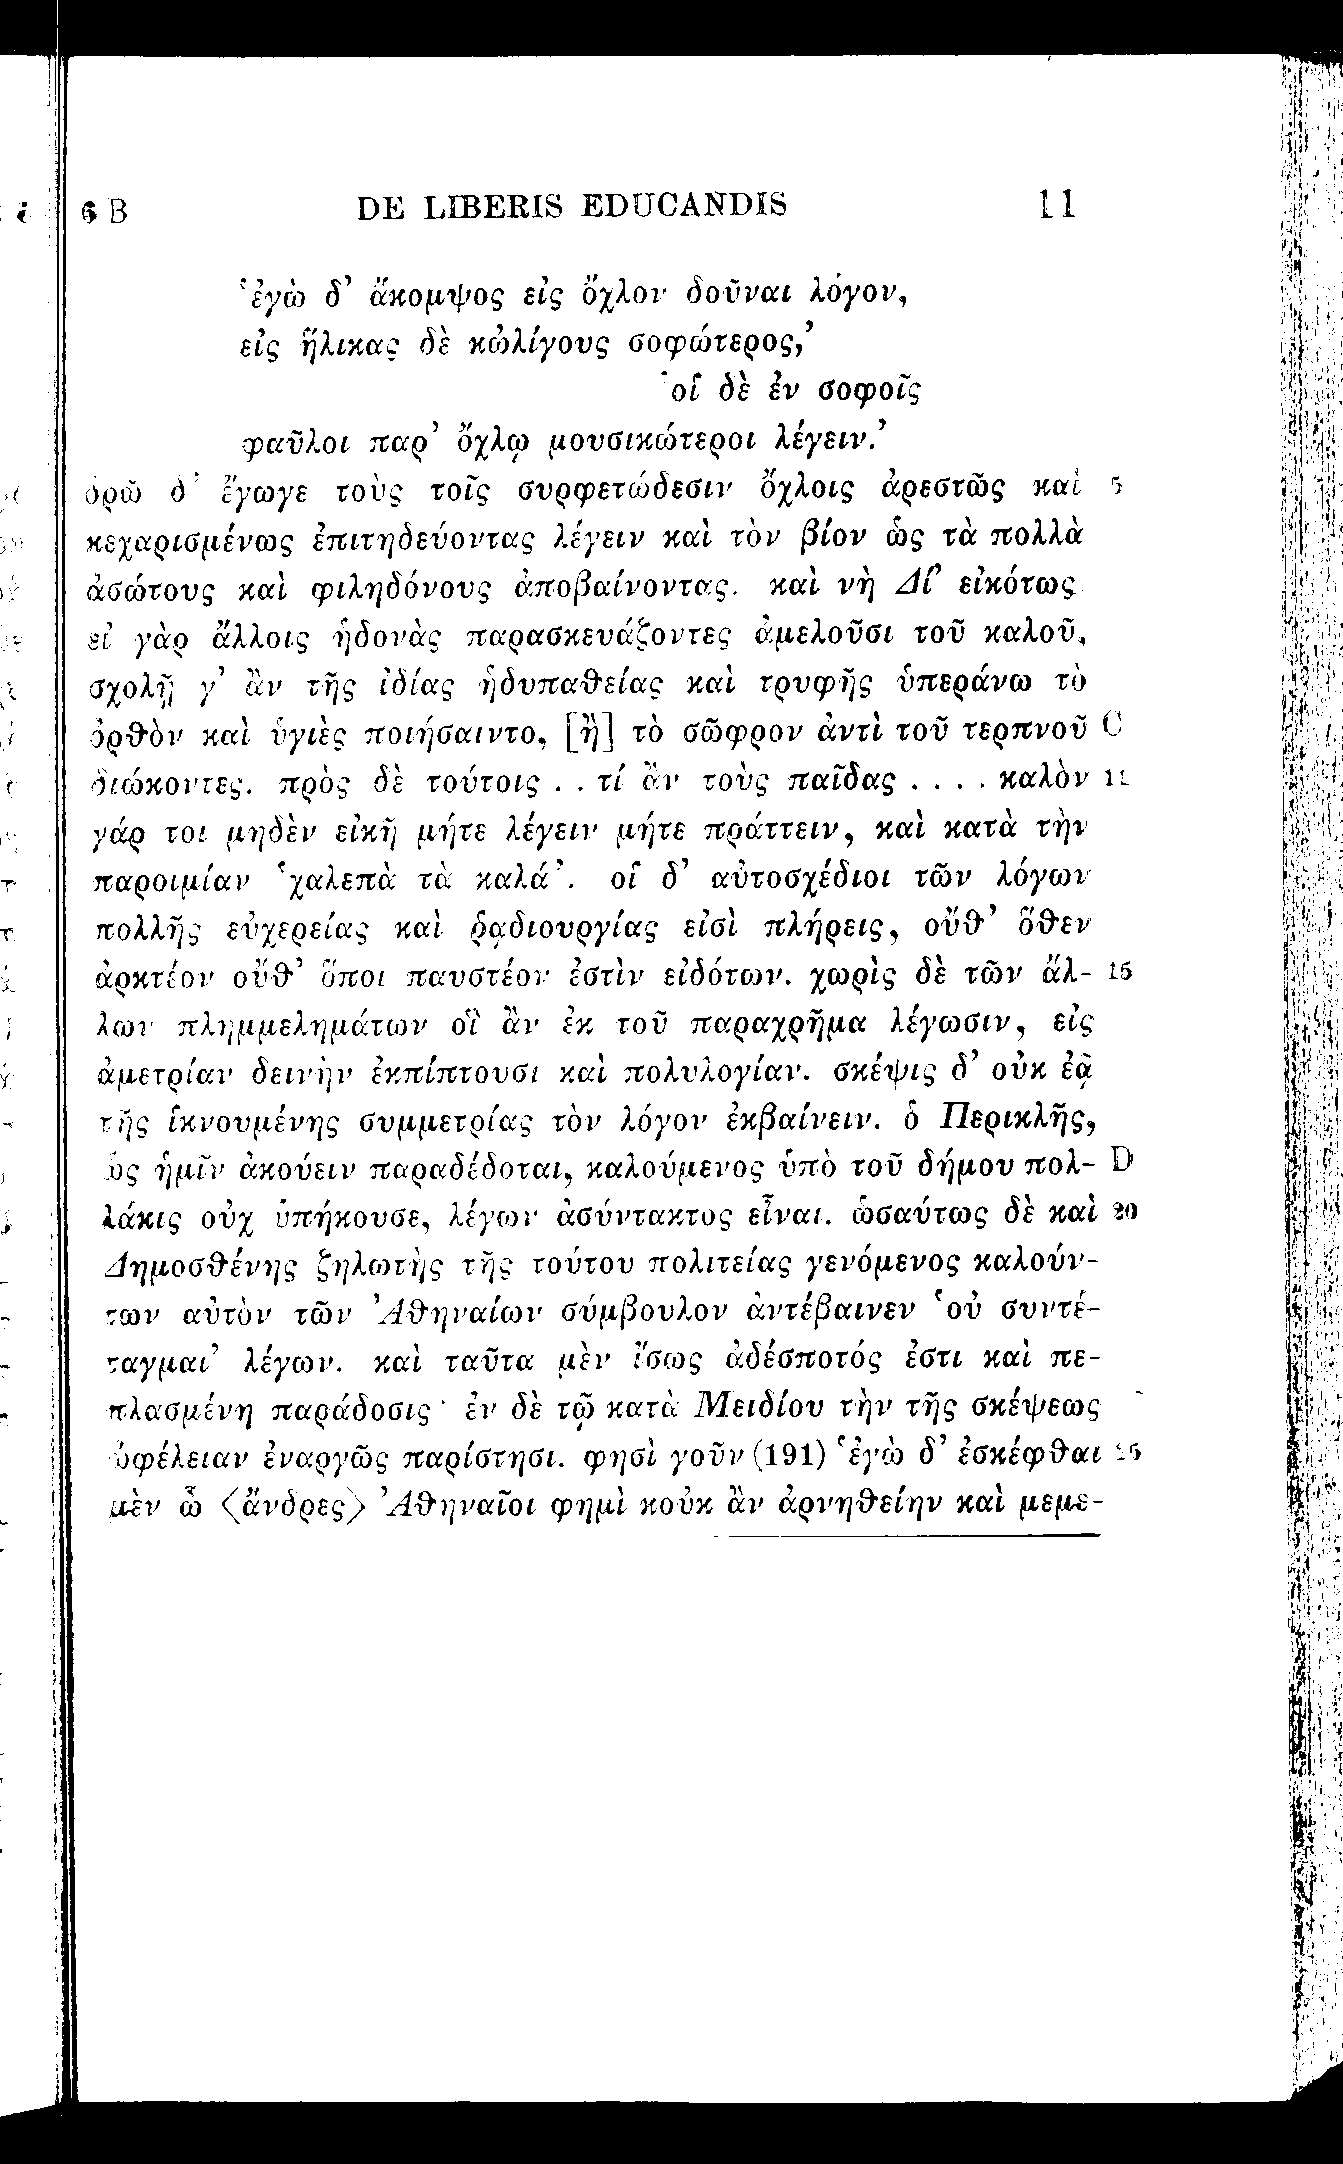 6 B DE LIBERIS EDUCANDIS 11
‘ἐγὼ δ’ ἄκομψος εἰς ὄχλον δοῦναι λόγον,
εἰς ἥλικας δὲ κὠλίγους σοφώτερος,’
‘οἱ δὲ ἐν σοφοῖς
φαῦλοι παρ’ ὄχλῳ μουσικώτεροι λέγειν.’
ὁρῶ δ’ ἔγωγε τοὺς τοῖς συρφετώδεσιν ὄχλοις ἀρεστῶς καὶ 5
κεχαρισμένως ἐπιτηδεύοντας λέγειν καὶ τὸν βίον ὡς τὰ πολλὰ
ἀσώτους καὶ φιληδόνους ἀποβαίνοντας. καὶ νὴ Δί’ εἰκότως
εἰ γὰρ ἄλλοις ἡδονὰς παρασκευάζοντες ἀμελοῦσι τοῦ καλοῦ,
σχολῇ γ’ ἂν τῆς ἰδίας ἡδυπαθείας καὶ τρυφῆς ὑπεράνω τὸ
ὀρθὸν καὶ ὑγιὲς ποιήσαιντο, [ἢ] τὸ σῶφρον ἀντὶ τοῦ τερπνοῦ C
διώκοντες. πρὸς δὲ τούτοις . . τί ἂν τοὺς παῖδας . . . . καλὸν 11
γάρ τοι μηδὲν εἰκῆ μήτε λέγειν μήτε πράττειν, καὶ κατὰ τὴν
παροιμίαν ‘χαλεπὰ τὰ καλά’. οἱ δ’ αὐτοσχέδιοι τῶν λόγων
πολλῆς εὐχερείας καὶ ῥᾳδιουργίας εἰσὶ πλήρεις, οὔθ’ ὅθεν
ἀρκτέον οὔθ’ ὅποι παυστέον ἐστὶν εἰδότων. χωρὶς δὲ τῶν ἄλ- 15
λων πλημμελημάτων οἳ ἂν ἐκ τοῦ παραχρῆμα λέγωσιν, εἰς
ἀμετρίαν δεινὴν ἐκπίπτουσι καὶ πολυλογίαν. σκέψις δ’ οὐκ ἐᾷ
τῆς ἱκνουμένης συμμετρίας τὸν λόγον ἐκβαίνειν. ὁ Περικλῆς,
ὡς ἡμῖν ἀκούειν παραδέδοται, καλούμενος ὑπὸ τοῦ δήμου πολ- D
λάκις οὐχ ὑπήκουσε, λέγων ἀσύντακτος εἶναι. ὡσαύτως δὲ καὶ 20
Δημοσθένης ζηλωτὴς τῆς τούτου πολιτείας γενόμενος καλούν-
των αὐτὸν τῶν Ἀθηναίων σύμβουλον ἀντέβαινεν ‘οὐ συντέ-
ταγμαι’ λέγων. καὶ ταῦτα μὲν ἴσως ἀδέσποτός ἐστι καὶ πε-
πλασμένη παράδοσις· ἐν δὲ τῷ κατὰ Μειδίου τὴν τῆς σκέψεως
ὠφέλειαν ἐναργῶς παρίστησι. φησὶ γοῦν (191) ‘ἐγὼ δ’ ἐσκέφθαι 25
μὲν ὦ ⟨ἄνδρες⟩ Ἀθηναῖοι φημὶ κοὐκ ἂν ἀρνηθείην καὶ μεμε-